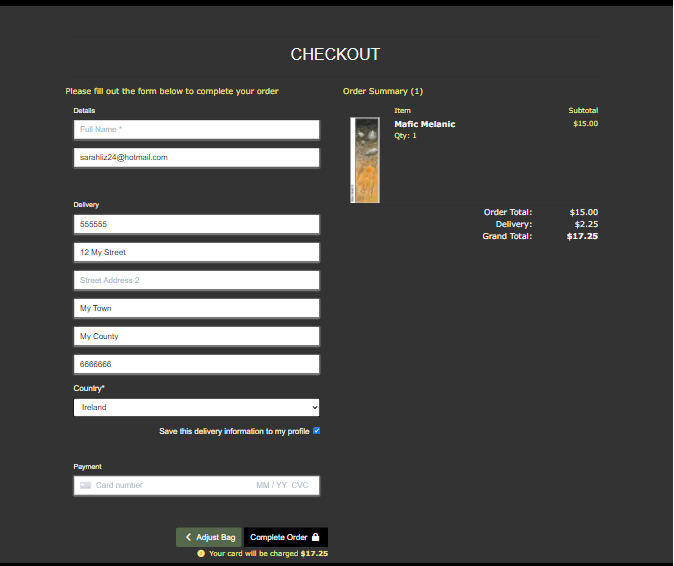 CHECKOUT
Please fill out the form below to complete your order
Details
Full Name *
sarahliz24@hotmail.com
Delivery
555555
12 My Street
Street Address 2
My Town
My County
6666666
Country*
Ireland
Save this delivery information to my profile
Payment
Card number MM / YY CVC
Adjust Bag Complete Order
Your card will be charged $17.25
Order Summary (1)
Item Subtotal
Mafic Melanic $15.00
Qty: 1
Order Total: $15.00
Delivery: $2.25
Grand Total: $17.25